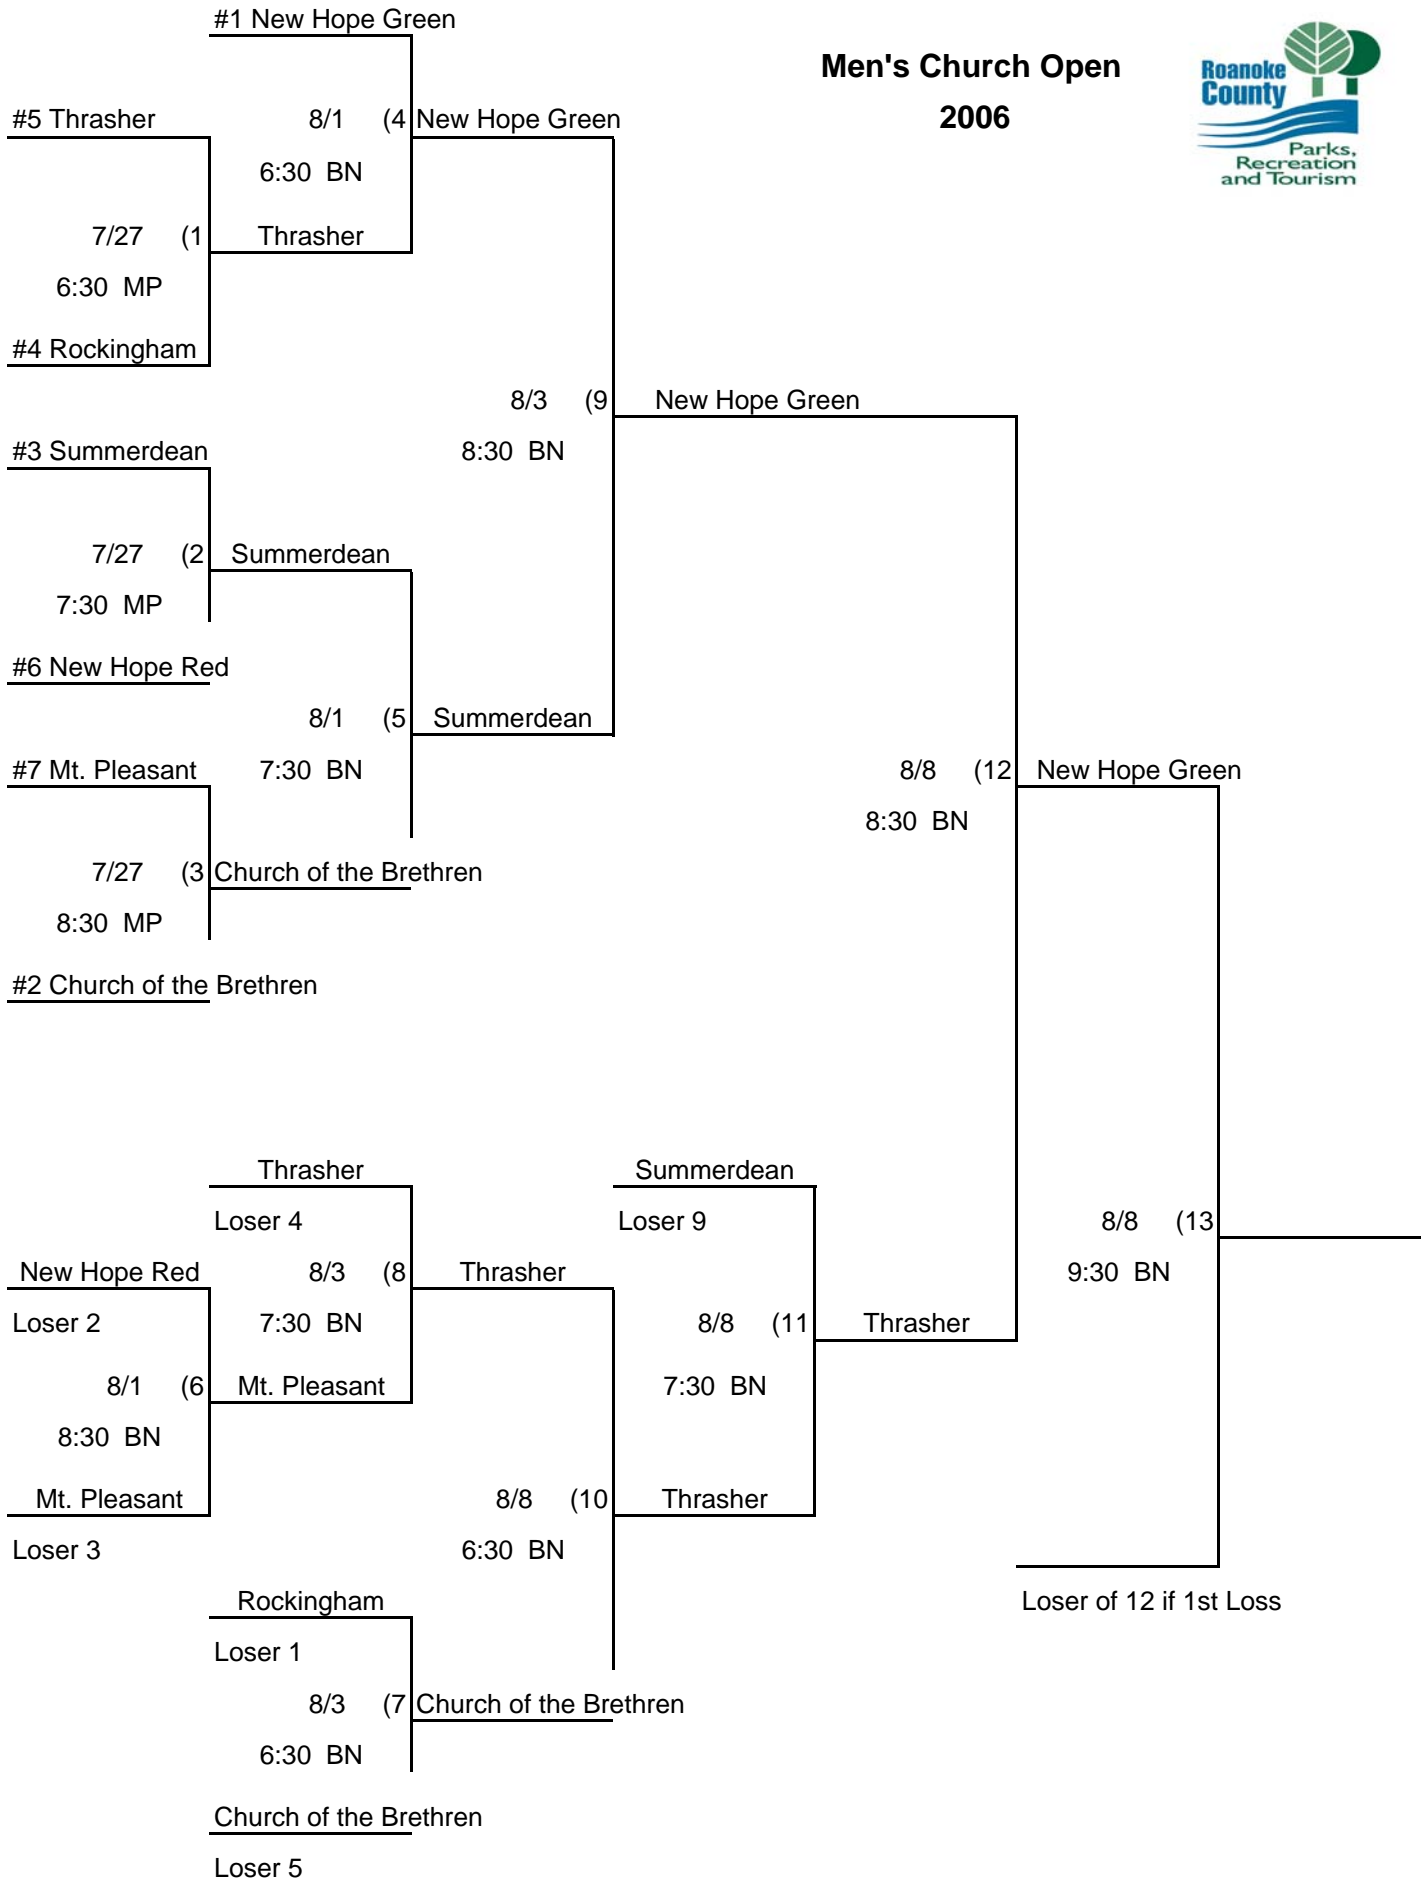 #1 New Hope Green
Men's Church Open
2006
Roanoke
County
Parks,
Recreation
and Tourism
#5 Thrasher
8/1 (4
New Hope Green
6:30 BN
7/27 (1
Thrasher
6:30 MP
#4 Rockingham
8/3 (9
New Hope Green
#3 Summerdean
8:30 BN
7/27 (2
Summerdean
7:30 MP
#6 New Hope Red
8/1 (5
Summerdean
#7 Mt. Pleasant
7:30 BN
8/8 (12
New Hope Green
8:30 BN
7/27 (3
Church of the Brethren
8:30 MP
#2 Church of the Brethren
Thrasher
Summerdean
Loser 4
Loser 9
8/8 (13
New Hope Red
8/3 (8
Thrasher
9:30 BN
Loser 2
7:30 BN
8/8 (11
Thrasher
8/1 (6
Mt. Pleasant
7:30 BN
8:30 BN
Mt. Pleasant
8/8 (10
Thrasher
Loser 3
6:30 BN
Rockingham
Loser of 12 if 1st Loss
Loser 1
8/3 (7
Church of the Brethren
6:30 BN
Church of the Brethren
Loser 5